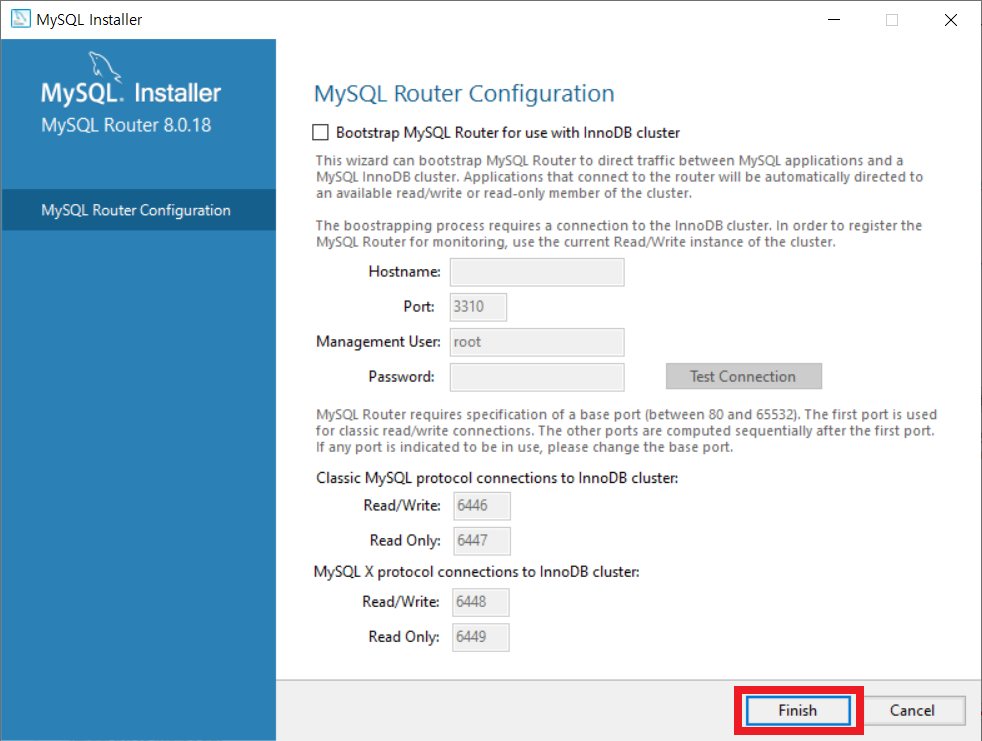 MySQL Installer
MySQL. Installer
MySQL Router 8.0.18
MySQL Router Configuration
MySQL Router Configuration
Bootstrap MySQL Router for use with InnoDB cluster
This wizard can bootstrap MySQL Router to direct traffic between MySQL applications and a
MySQL InnoDB cluster. Applications that connect to the router will be automatically directed to
an available read/write or read-only member of the cluster.
The boostrapping process requires a connection to the InnoDB cluster. In order to register the
MySQL Router for monitoring, use the current Read/Write instance of the cluster.
Hostname:
Port: 3310
Management User: root
Password:
Test Connection
MySQL Router requires specification of a base port (between 80 and 65532). The first port is used
for classic read/write connections. The other ports are computed sequentially after the first port.
If any port is indicated to be in use, please change the base port.
Classic MySQL protocol connections to InnoDB cluster:
Read/Write: 6446
Read Only: 6447
MySQL X protocol connections to InnoDB cluster:
Read/Write: 6448
Read Only: 6449
Finish
Cancel